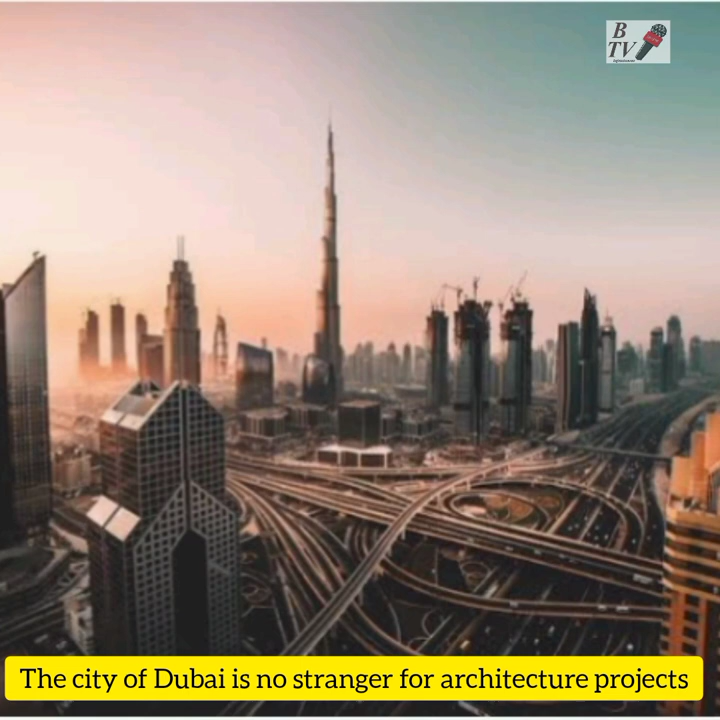 B
TV
The city of Dubai is no stranger for architecture projects